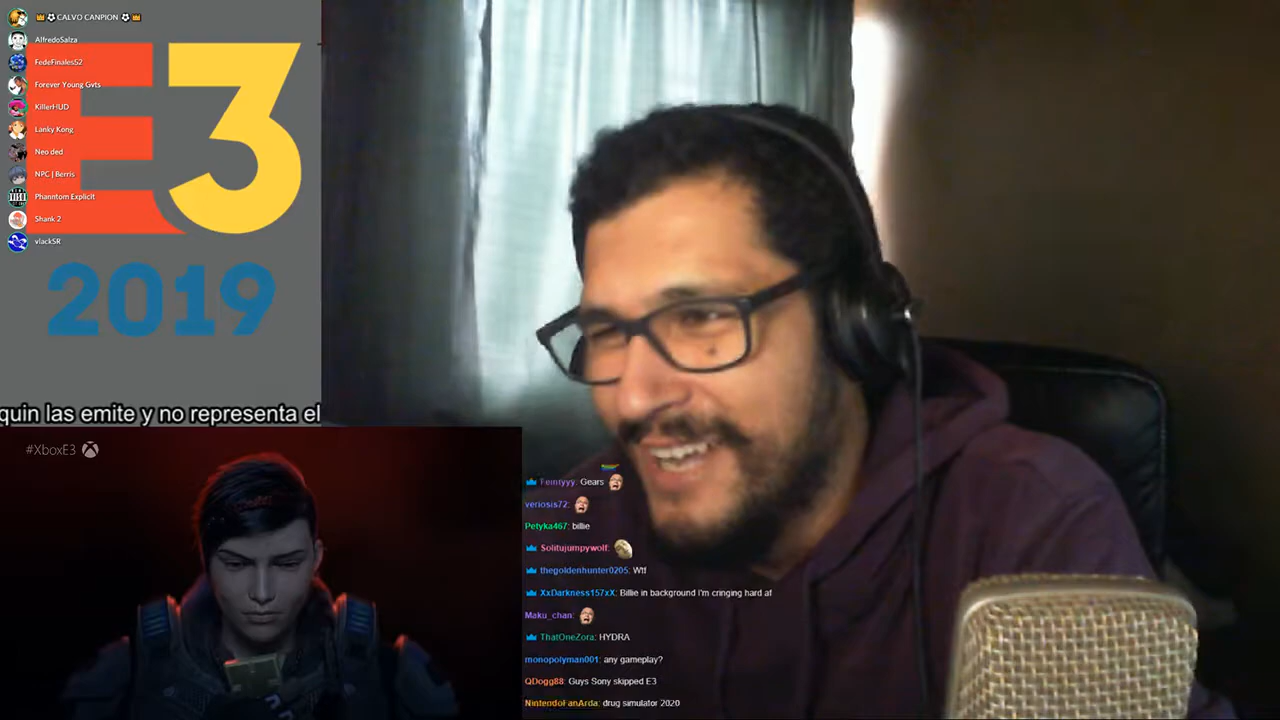 CALVO CANPION
AlfredoSalza
FedeFinales52
Forever Young Gvts
KillerHUD
Lanky Kong
Neo ded
NPC | Berris
Phanntom Explicit
Shank 2
vlackSR
E3
2019
quin las emite y no representa el
#XboxE3
Feintyyy: Gears
veriosis72:
Petyka467: billie
Solitujumpywolf:
thegoldenhunter0205: Wtf
XxDarkness157xX: Billie in background I'm cringing hard af
Maku_chan:
ThatOneZora: HYDRA
monopolyman001: any gameplay?
QDogg88: Guys Sony skipped E3
NintendoFanArda: drug simulator 2020